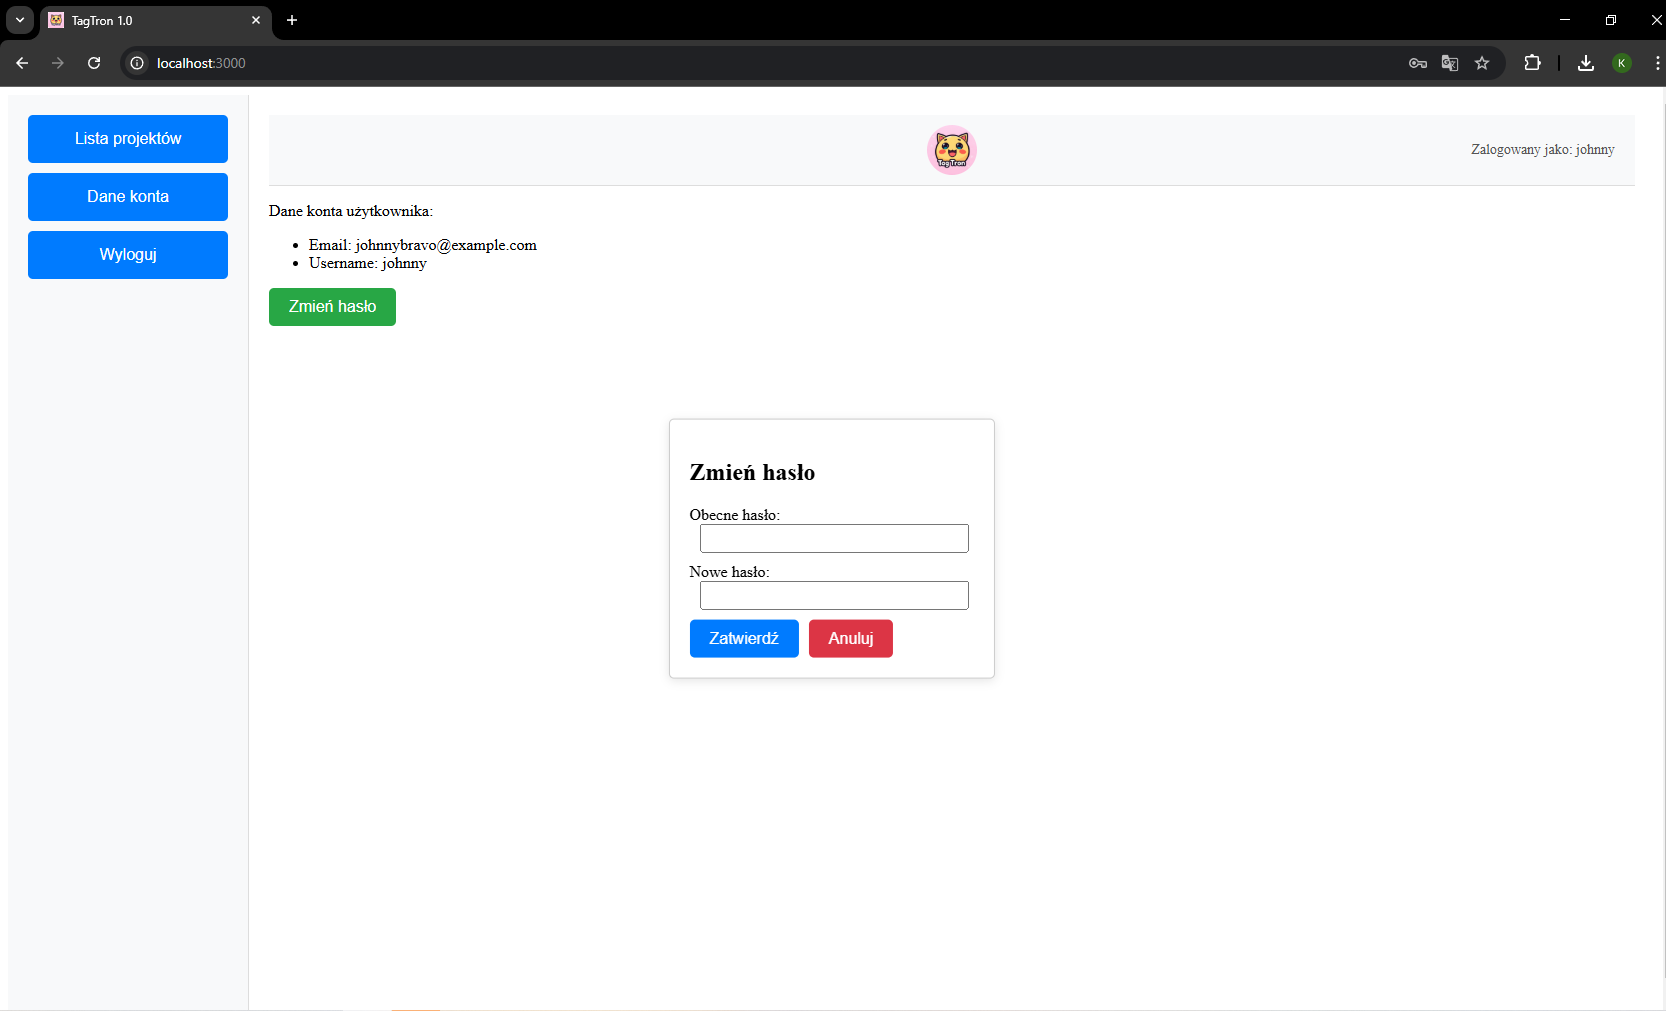 TagTron 1.0
localhost:3000
K
Lista projektów
Dane konta
Wyloguj
TagTron
Zalogowany jako: johnny
Dane konta użytkownika:
Email: johnnybravo@example.com
Username: johnny
Zmień hasło
Zmień hasło
Obecne hasło:
Nowe hasło:
Zatwierdź
Anuluj